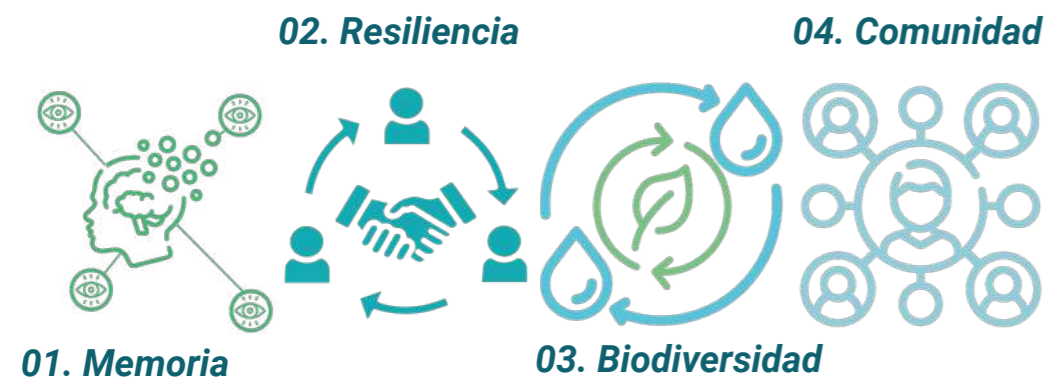 02. Resiliencia
04. Comunidad
01. Memoria
03. Biodiversidad